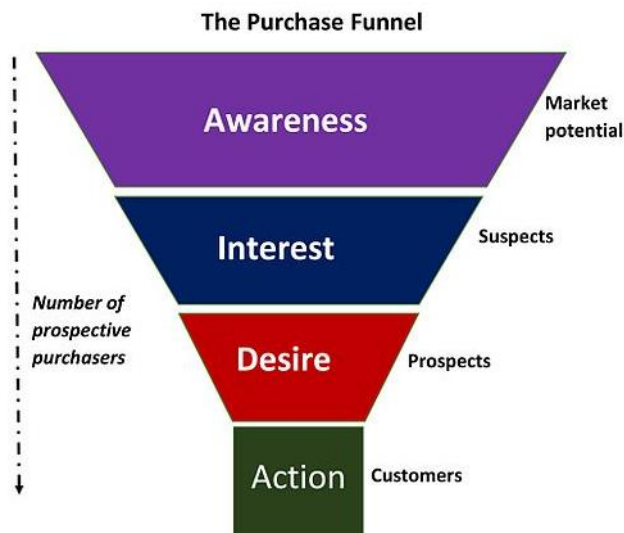 The Purchase Funnel
Awareness
Market
potential
Interest
Suspects
Number of
prospective
purchasers
Desire
Prospects
Action
Customers